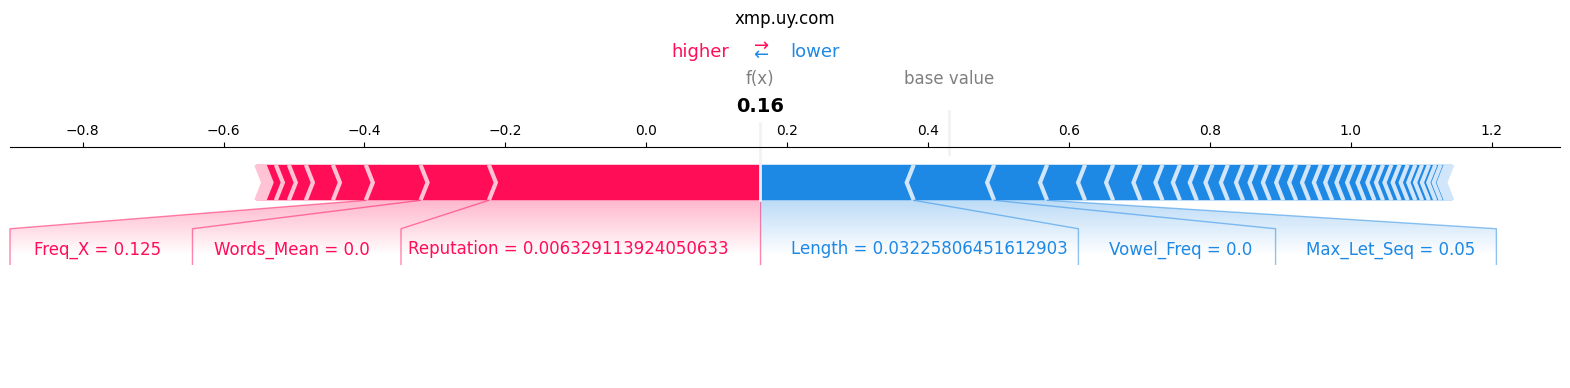 xmp.uy.com
higher ⇄ lower
f(x) base value
0.16
−0.8 −0.6 −0.4 −0.2 0.0 0.2 0.4 0.6 0.8 1.0 1.2
Freq_X = 0.125 Words_Mean = 0.0 Reputation = 0.006329113924050633 Length = 0.03225806451612903 Vowel_Freq = 0.0 Max_Let_Seq = 0.05